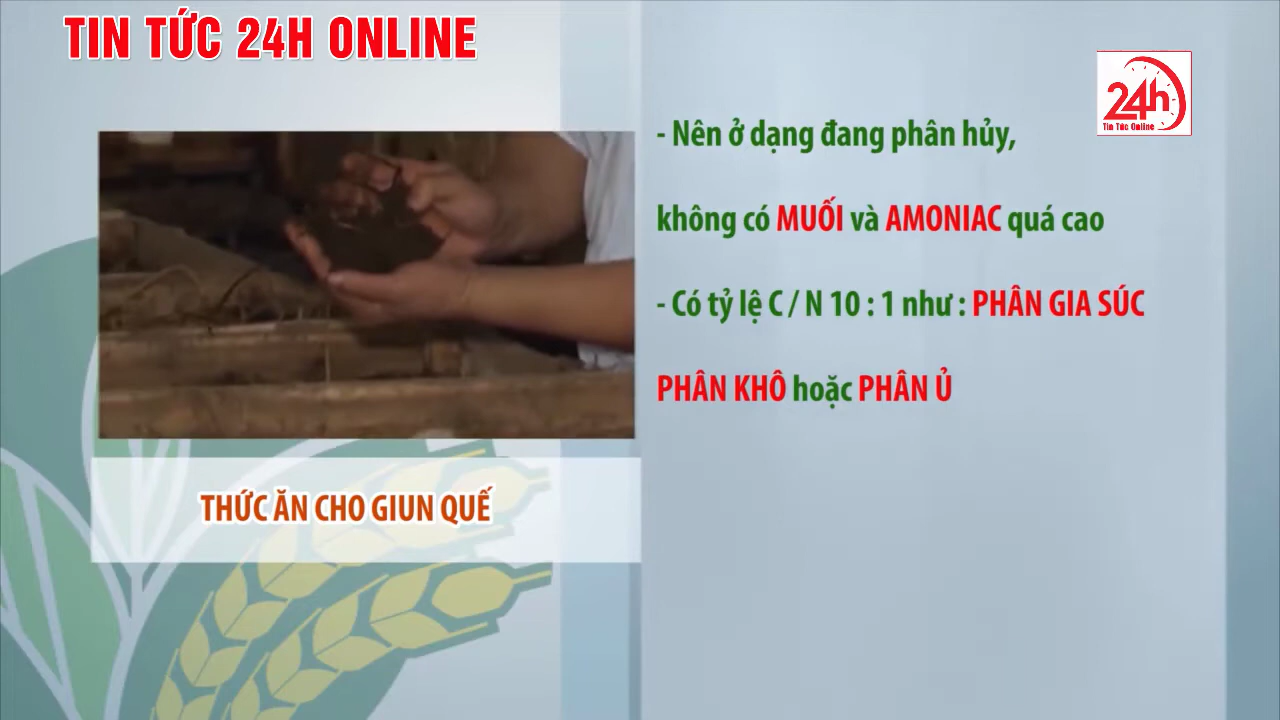 TIN TỨC 24H ONLINE
24h
Tin Tức Online
- Nên ở dạng đang phân hủy,
không có MUỐI và AMONIAC quá cao
- Có tỷ lệ C / N 10 : 1 như : PHÂN GIA SÚC
PHÂN KHÔ hoặc PHÂN Ủ
THỨC ĂN CHO GIUN QUẾ